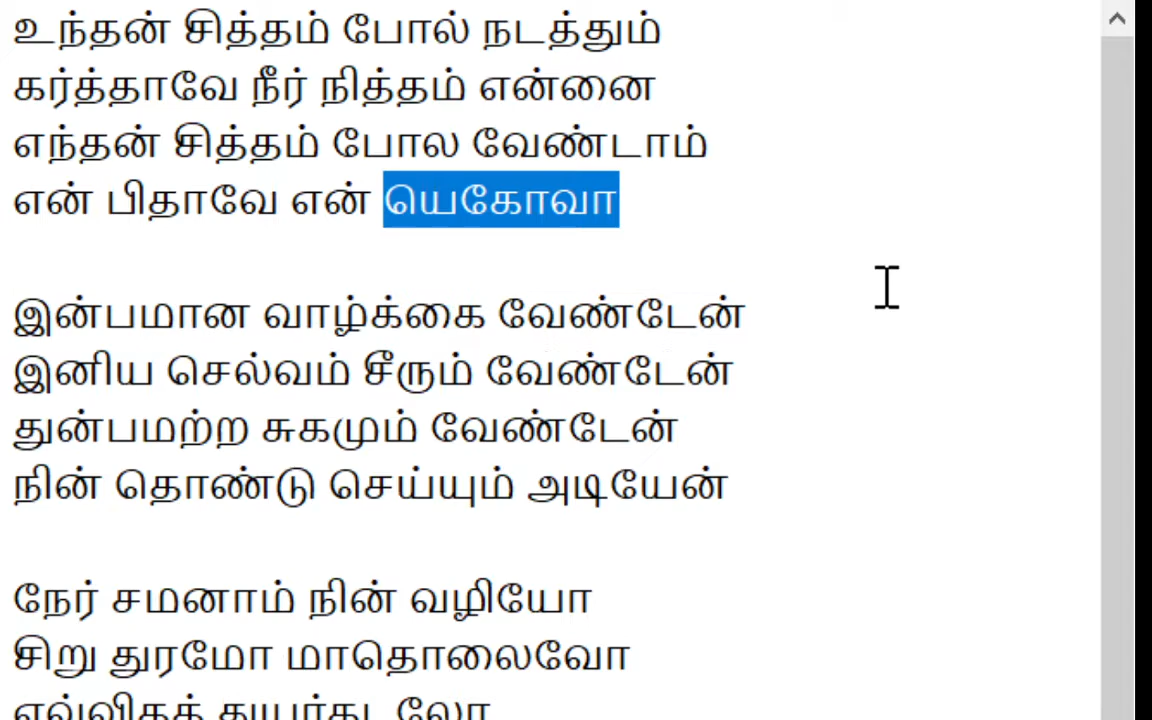 உந்தன் சித்தம் போல் நடத்தும்
கர்த்தாவே நீர் நித்தம் என்னை
எந்தன் சித்தம் போல வேண்டாம்
என் பிதாவே என் யெகோவா
இன்பமான வாழ்க்கை வேண்டேன்
இனிய செல்வம் சீரும் வேண்டேன்
துன்பமற்ற சுகமும் வேண்டேன்
நின் தொண்டு செய்யும் அடியேன்
நேர் சமனாம் நின் வழியோ
சிறு துரமோ மாதொலைவோ